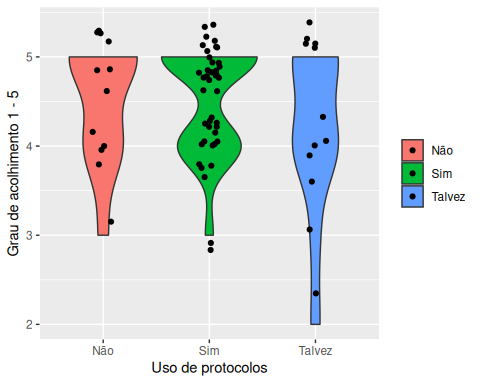 Grau de acolhimento 1 - 5
5
4
3
2
Não
Sim
Talvez
Uso de protocolos
Não
Sim
Talvez